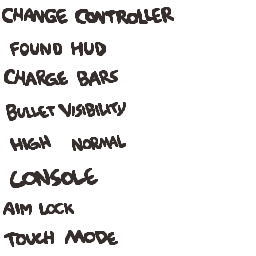 CHANGE CONTROLLER
FOUND HUD
CHARGE BARS
BULLET VISIBILITY
HIGH NORMAL
CONSOLE
AIM LOCK
TOUCH MODE